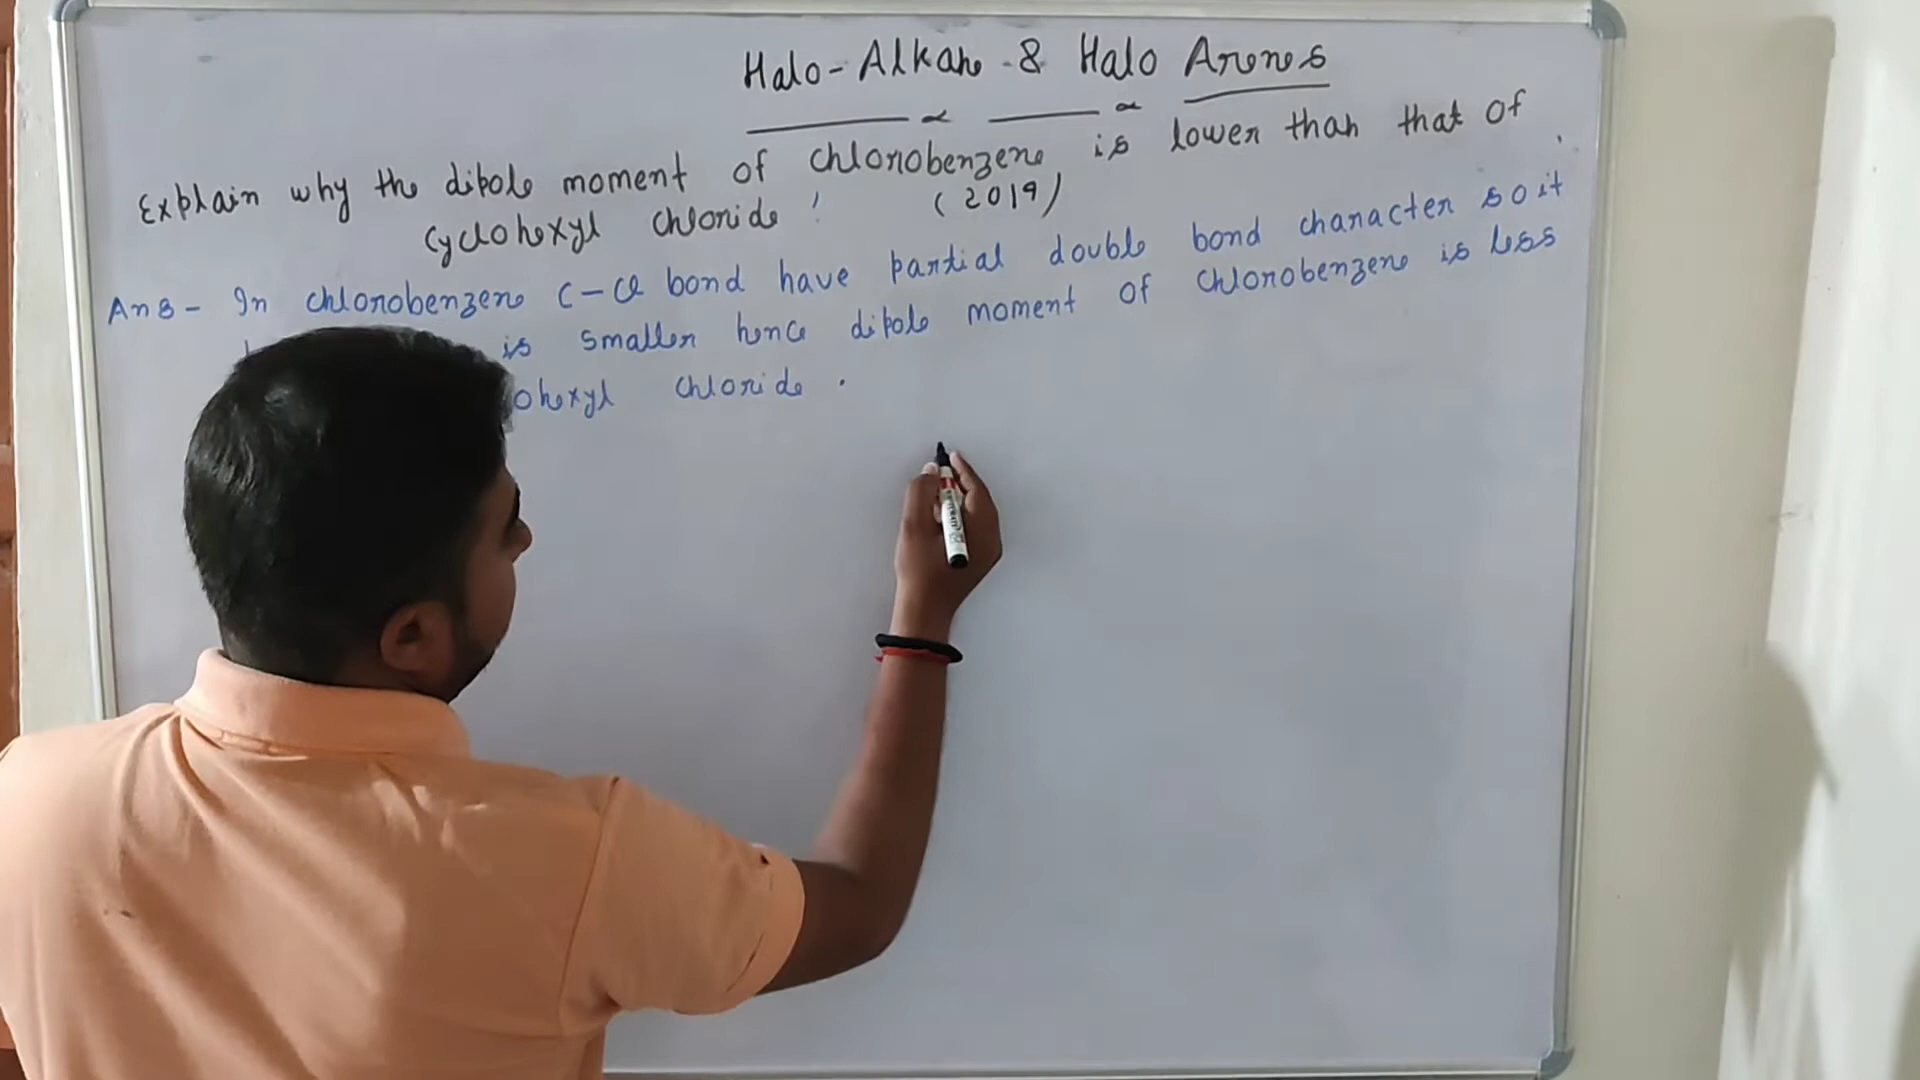 Halo-Alkane & Halo Arenes
Explain why the dipole moment of chlorobenzene is lower than that of
cyclohexyl chloride ! (2019)
Ans- In chlorobenzene C-Cl bond have partial double bond character so it
is smaller hence dipole moment of chlorobenzene is less
ohexyl chloride .